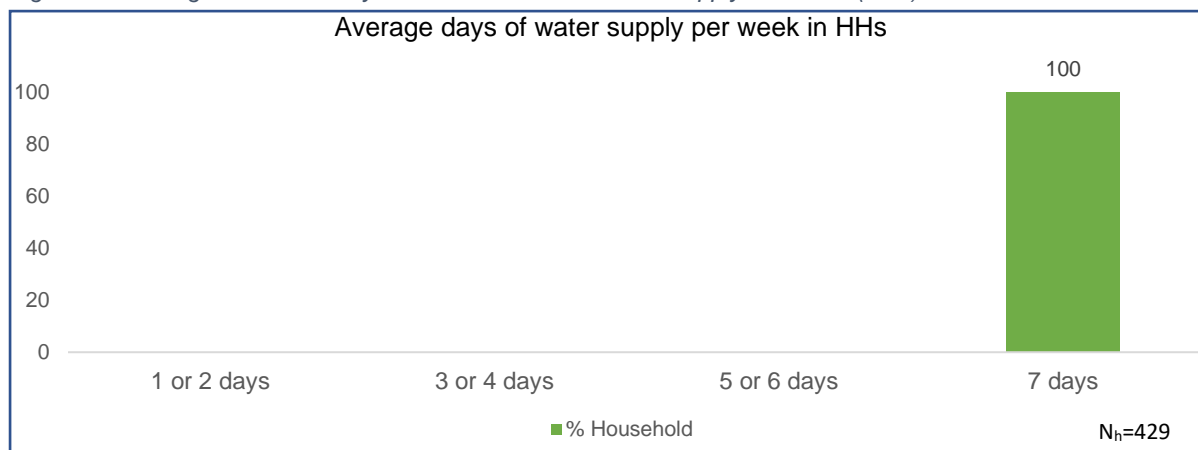 Average days of water supply per week in HHs
100
100
80
60
40
20
0
1 or 2 days
3 or 4 days
5 or 6 days
7 days
% Household
Nₕ=429